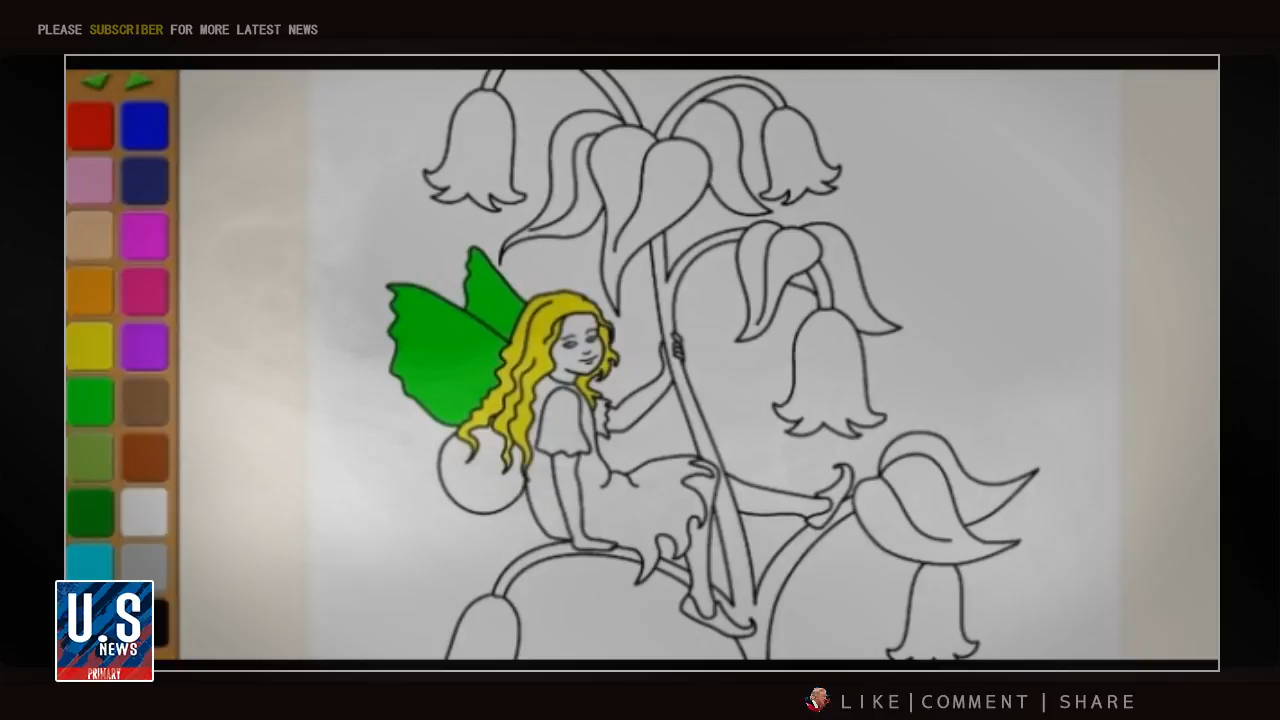 PLEASE SUBSCRIBER FOR MORE LATEST NEWS
U.S
NEWS
PRIMARY
LIKE|COMMENT | SHARE